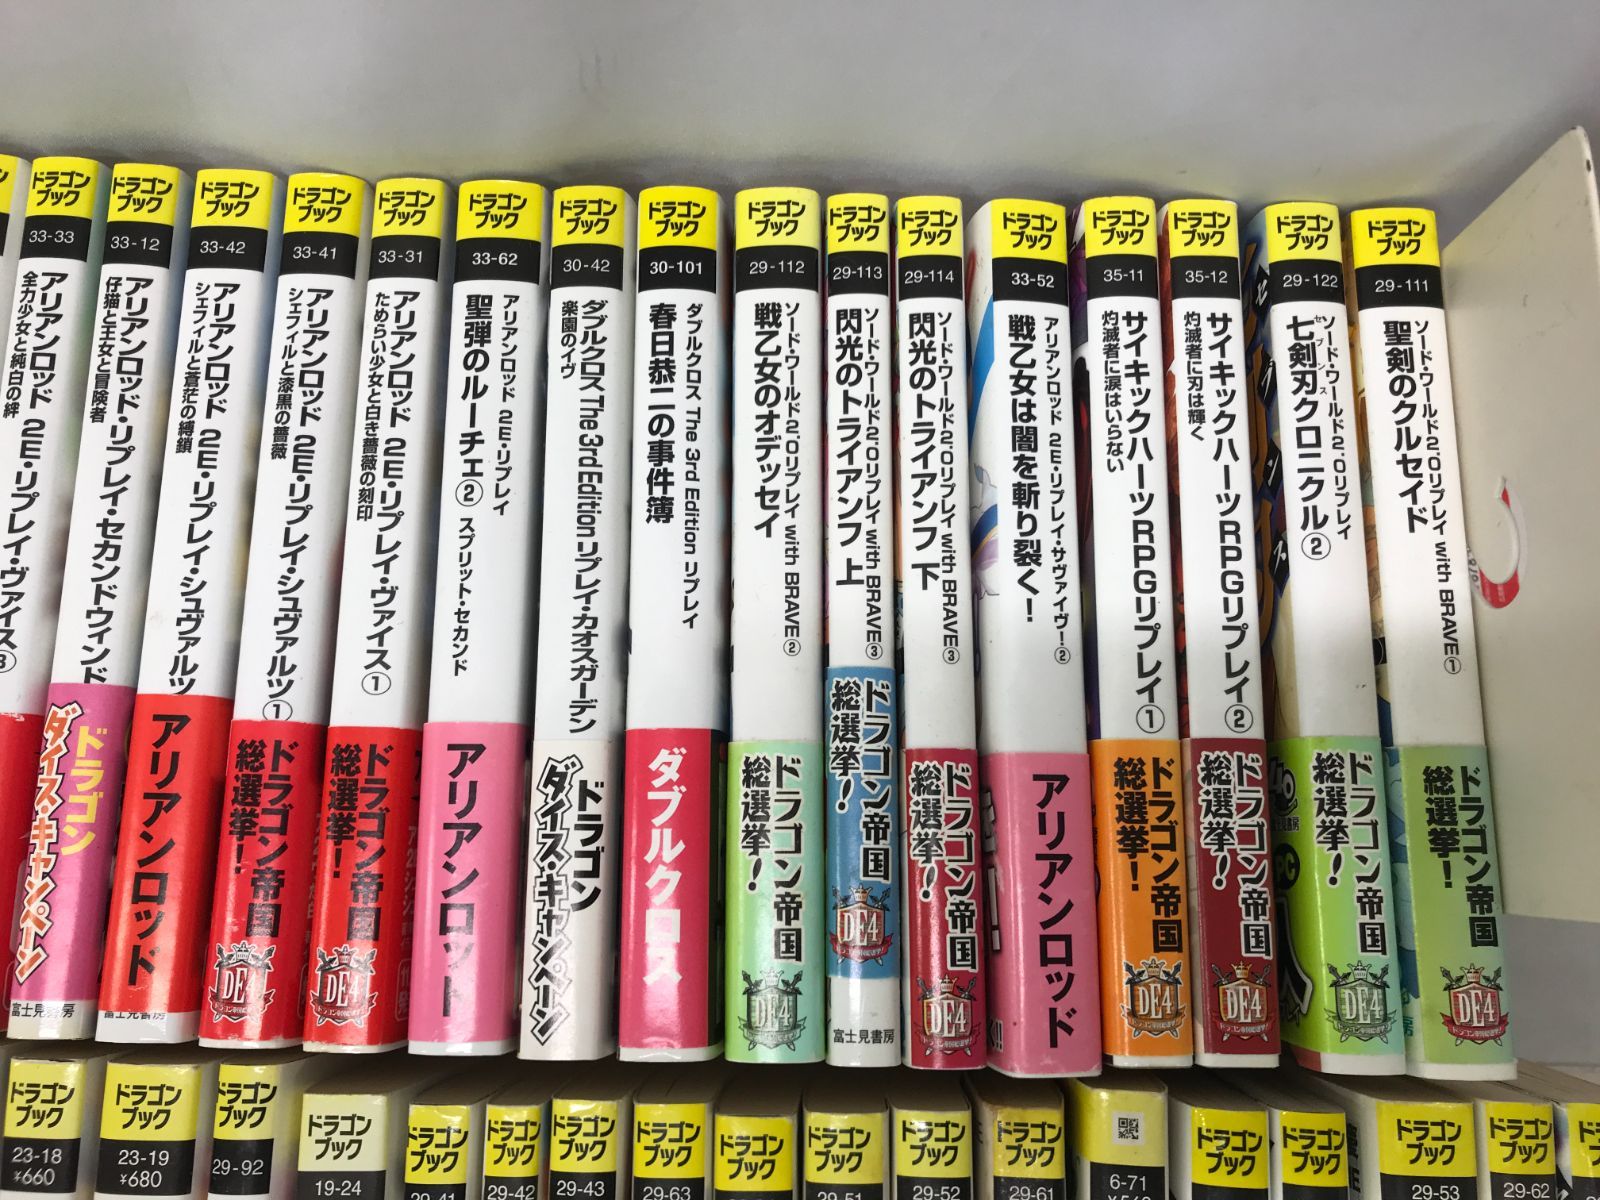 ドラゴン
ブック
33-33
アリアンロッド 2E・リプレイ・ヴァイス③
全力少女と純白の絆
ドラゴン
ダイス・キャンペーン
富士見書房
ドラゴン
ブック
33-12
アリアンロッド・リプレイ・セカンドウィンド
仔猫と王女と冒険者
アリアンロッド
富士見書房
ドラゴン
ブック
33-42
アリアンロッド 2E・リプレイ・シュヴァルツ
シェフィルと蒼茫の縛鎖
ドラゴン帝国
総選挙!
DE4
ドラゴン
ブック
33-41
アリアンロッド 2E・リプレイ・シュヴァルツ①
シェフィルと漆黒の薔薇
ドラゴン帝国
総選挙!
DE4
ドラゴン
ブック
33-31
アリアンロッド 2E・リプレイ・ヴァイス①
ためらい少女と白き薔薇の刻印
アリアンロッド
ドラゴン
ブック
33-62
アリアンロッド 2E・リプレイ
聖弾のルーチェ② スプリット・セカンド
ドラゴン
ブック
30-42
ダブルクロス The 3rd Edition リプレイ・カオスガーデン
楽園のイヴ
ドラゴン
ダイス・キャンペーン
ドラゴン
ブック
30-101
ダブルクロス The 3rd Edition リプレイ
春日恭二の事件簿
ダブルクロス
ドラゴン
ブック
29-112
ソード・ワールド2.0リプレイ with BRAVE②
戦乙女のオデッセイ
ドラゴン帝国
総選挙!
DE4
ドラゴン
ブック
29-113
ソード・ワールド2.0リプレイ with BRAVE③
閃光のトライアンフ 上
ドラゴン帝国
総選挙!
DE4
富士見書房
ドラゴン
ブック
29-114
ソード・ワールド2.0リプレイ with BRAVE③
閃光のトライアンフ 下
ドラゴン帝国
総選挙!
DE4
ドラゴン
ブック
33-52
アリアンロッド 2E・リプレイ・サヴァイヴ!②
戦乙女は闇を斬り裂く!
アリアンロッド
ドラゴン
ブック
35-11
サイキックハーツRPGリプレイ①
灼滅者に涙はいらない
ドラゴン帝国
総選挙!
DE4
ドラゴン
ブック
35-12
サイキックハーツRPGリプレイ②
灼滅者に刃は輝く
ドラゴン帝国
総選挙!
DE4
ドラゴン
ブック
29-122
ソード・ワールド2.0リプレイ
七剣刃クロニクル②
セブンス
ドラゴン帝国
総選挙!
DE4
ドラゴン
ブック
29-111
ソード・ワールド2.0リプレイ with BRAVE①
聖剣のクルセイド
ドラゴン帝国
総選挙!
DE4
ドラゴン
ブック
23-18
¥660
ドラゴン
ブック
23-19
¥680
ドラゴン
ブック
29-92
ドラゴン
ブック
19-24
ドラゴン
ブック
29-41
ドラゴン
ブック
29-42
ドラゴン
ブック
29-43
ドラゴン
ブック
29-63
ドラゴン
ブック
ドラゴン
ブック
29-51
ドラゴン
ブック
29-52
ドラゴン
ブック
29-61
6-71
ドラゴン
ブック
ドラゴン
ブック
ドラゴン
ブック
29-53
ドラゴン
ブック
29-62